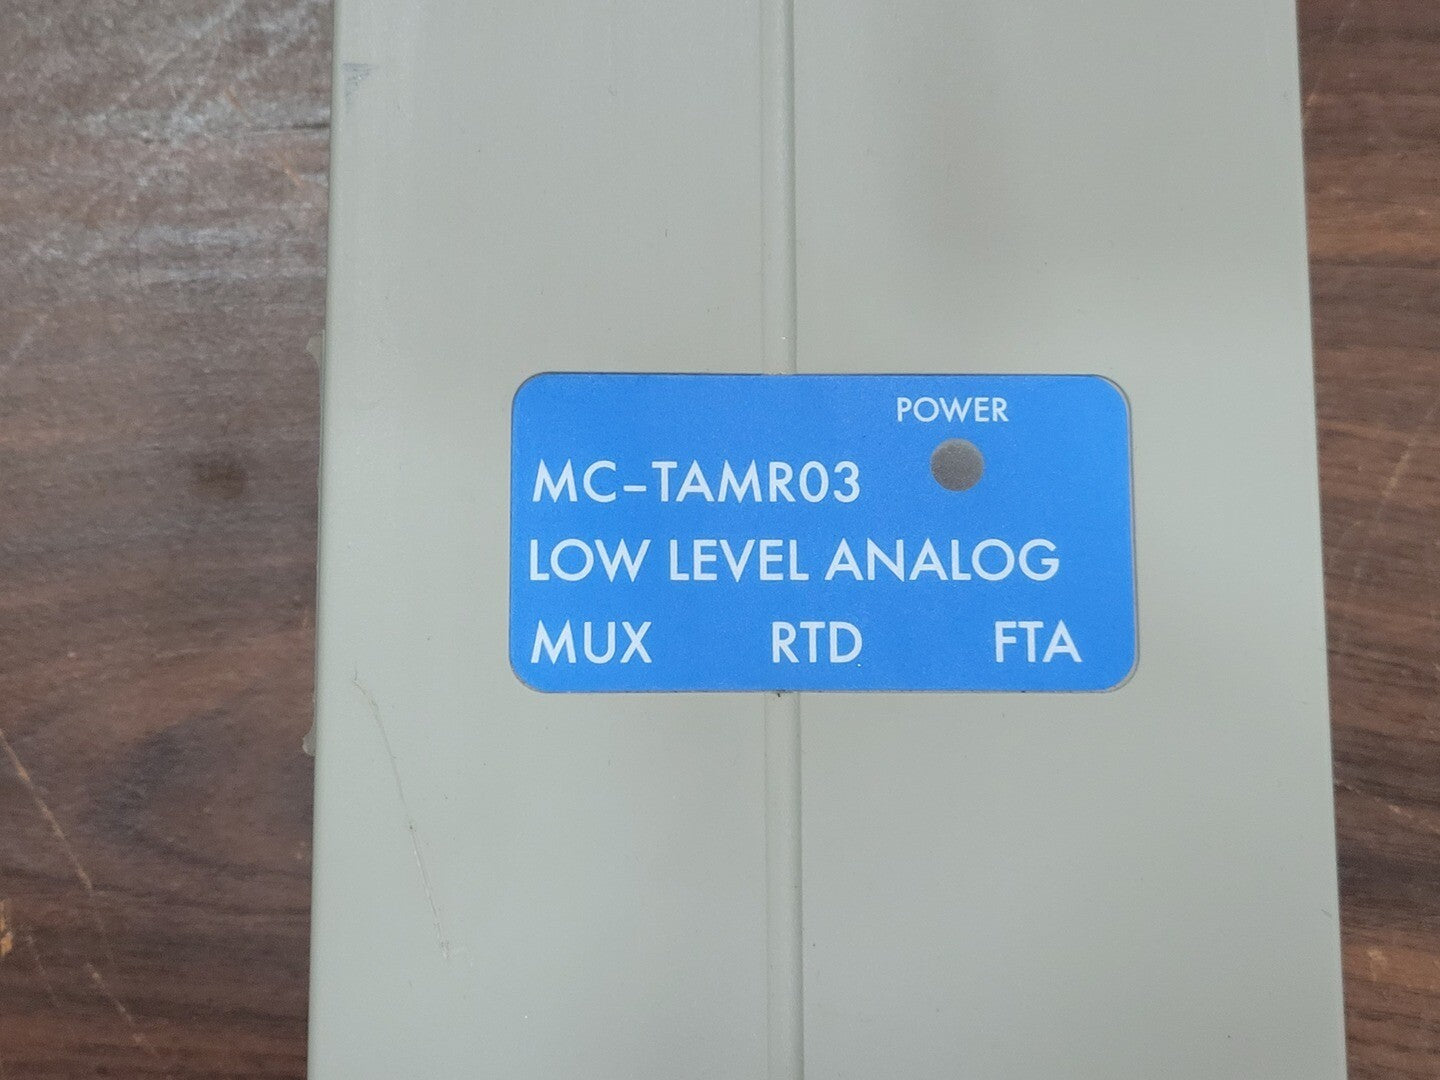 POWER
MC-TAMR03
LOW LEVEL ANALOG
MUX RTD FTA